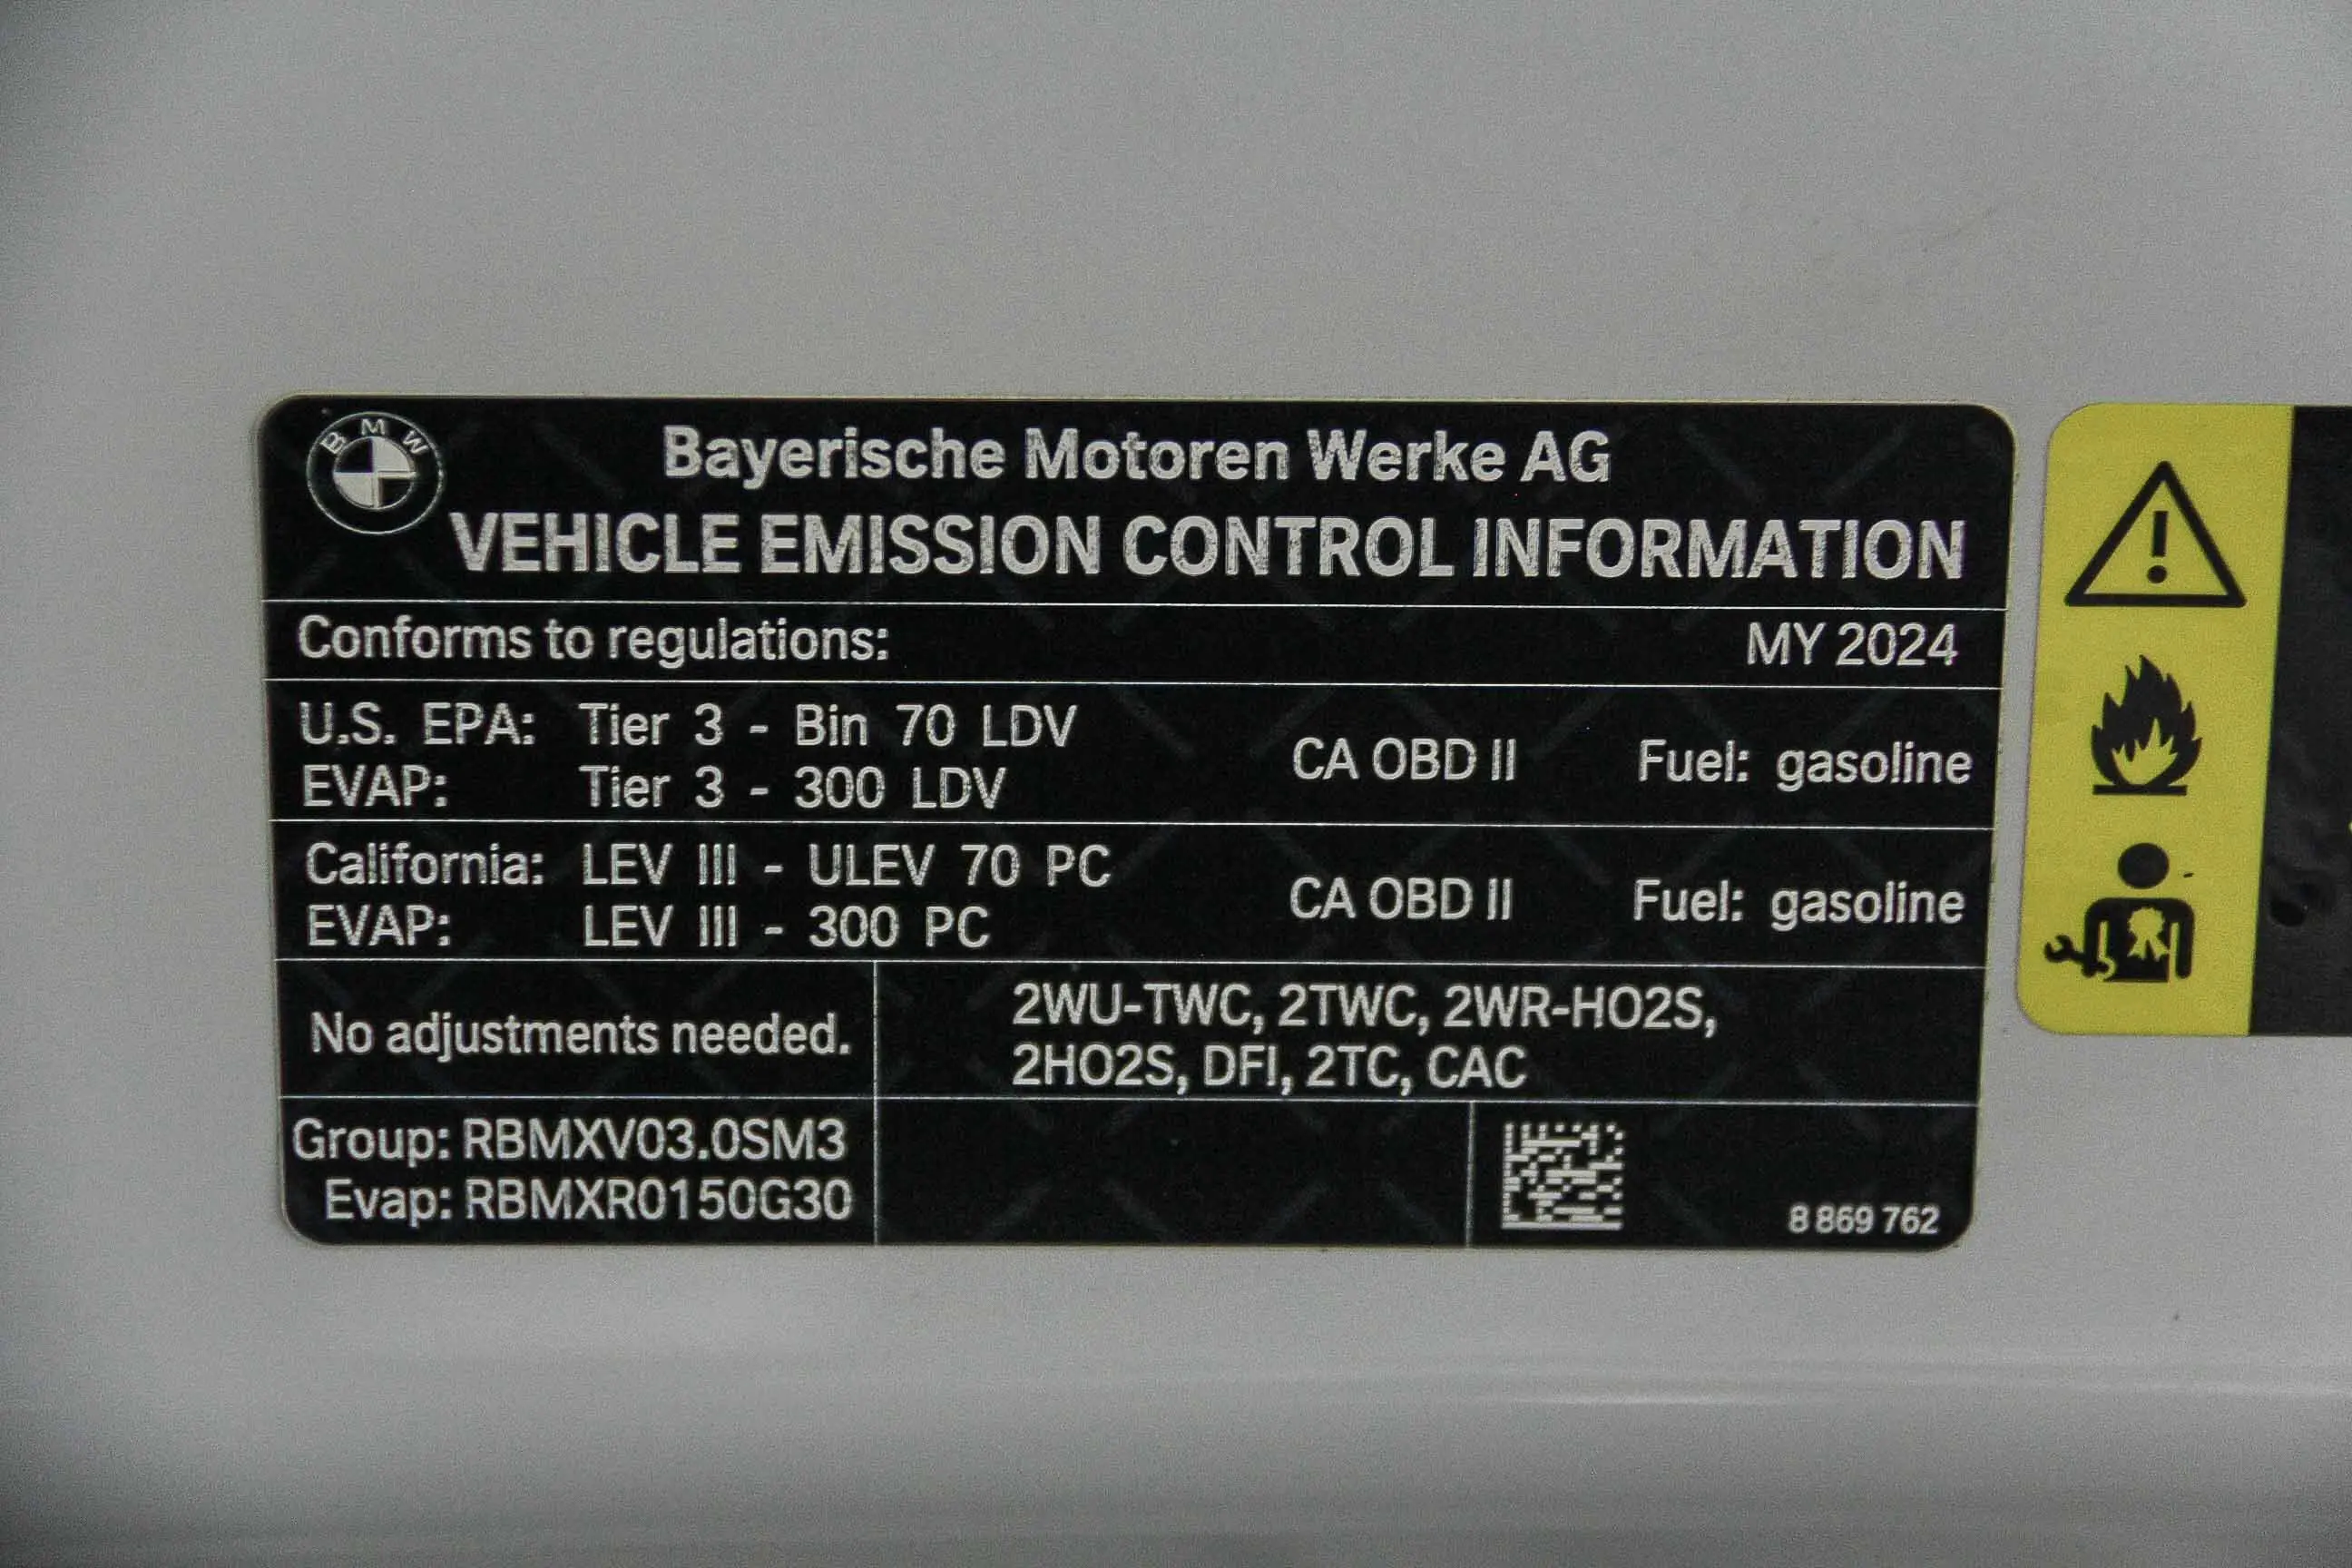 BMW
Bayerische Motoren Werke AG
VEHICLE EMISSION CONTROL INFORMATION
Conforms to regulations: MY 2024
U.S. EPA: Tier 3 - Bin 70 LDV
EVAP: Tier 3 - 300 LDV
CA OBD II Fuel: gasoline
California: LEV III - ULEV 70 PC
EVAP: LEV III - 300 PC
CA OBD II Fuel: gasoline
No adjustments needed.
2WU-TWC, 2TWC, 2WR-HO2S,
2HO2S, DFI, 2TC, CAC
Group: RBMXV03.0SM3
Evap: RBMXR0150G30
8 869 762